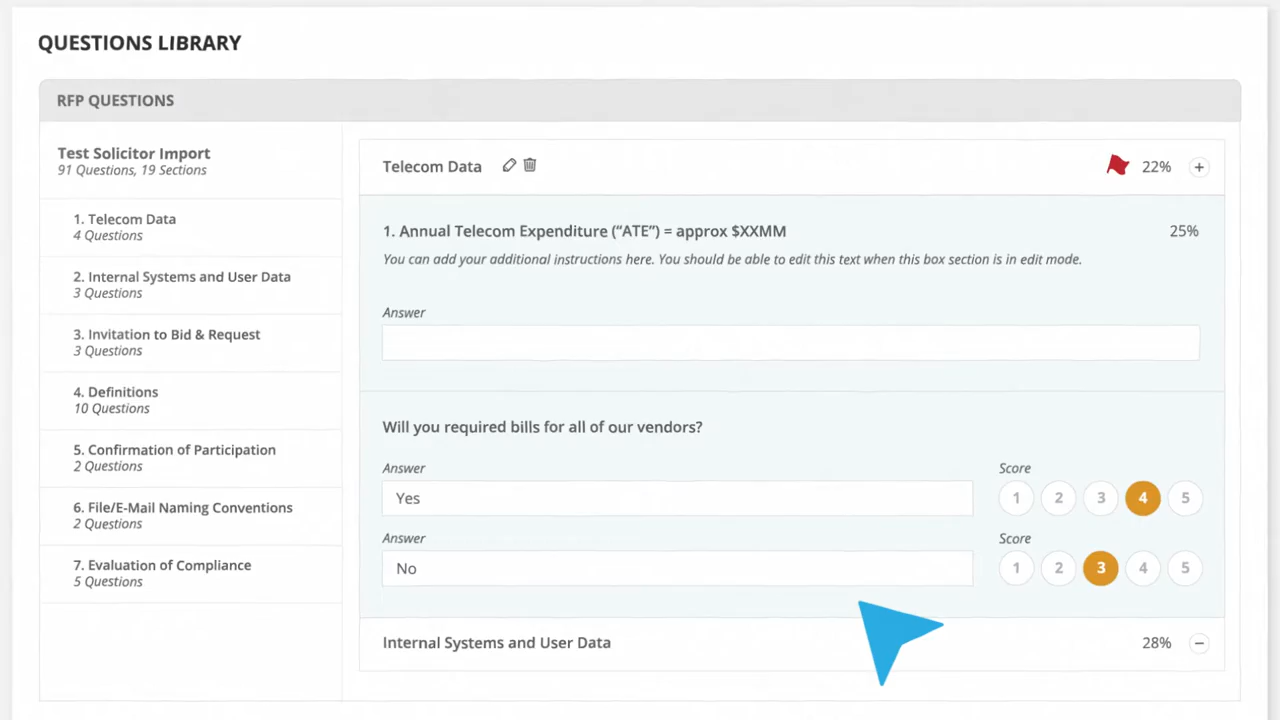 QUESTIONS LIBRARY
RFP QUESTIONS
Test Solicitor Import
91 Questions, 19 Sections
1. Telecom Data
4 Questions
2. Internal Systems and User Data
3 Questions
3. Invitation to Bid & Request
3 Questions
4. Definitions
10 Questions
5. Confirmation of Participation
2 Questions
6. File/E-Mail Naming Conventions
2 Questions
7. Evaluation of Compliance
5 Questions
Telecom Data 22% +
1. Annual Telecom Expenditure (“ATE”) = approx $XXMM 25%
You can add your additional instructions here. You should be able to edit this text when this box section is in edit mode.
Answer
Will you required bills for all of our vendors?
Answer Score
Yes 1 2 3 4 5
Answer Score
No 1 2 3 4 5
Internal Systems and User Data 28% −